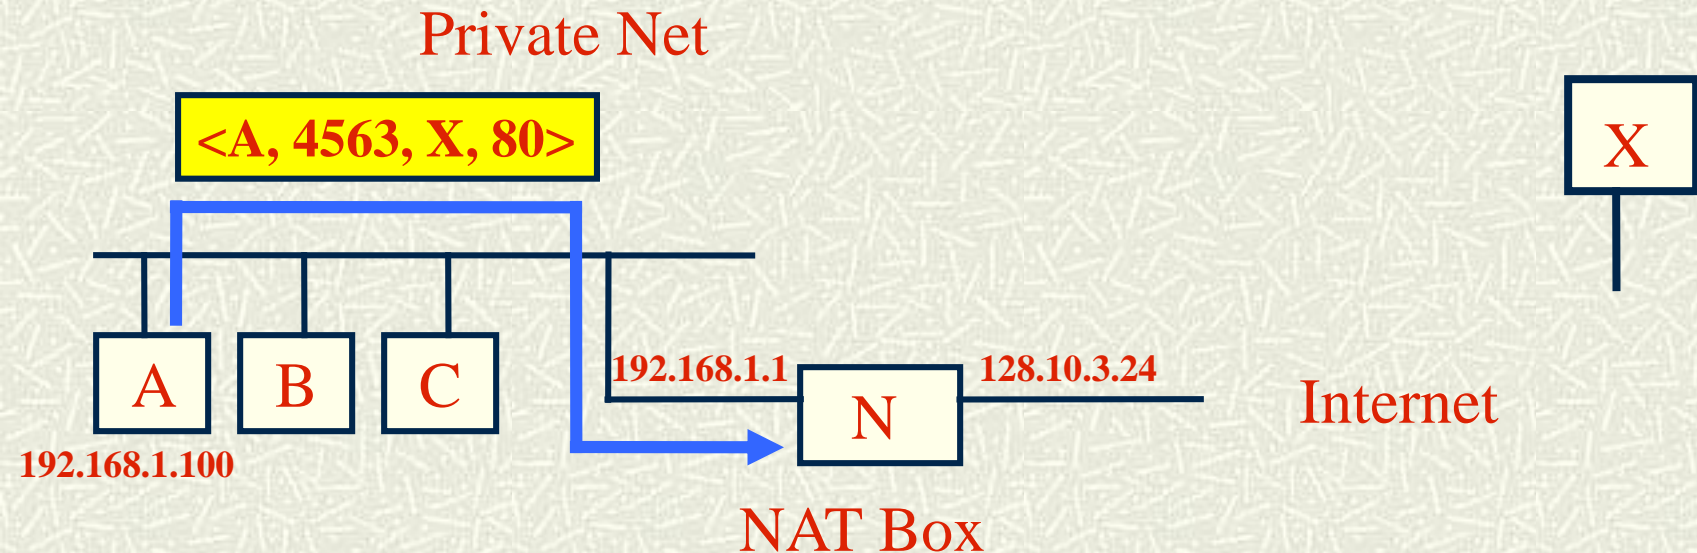 Private Net
<A, 4563, X, 80>
X
A
B
C
192.168.1.100
192.168.1.1
N
128.10.3.24
Internet
NAT Box